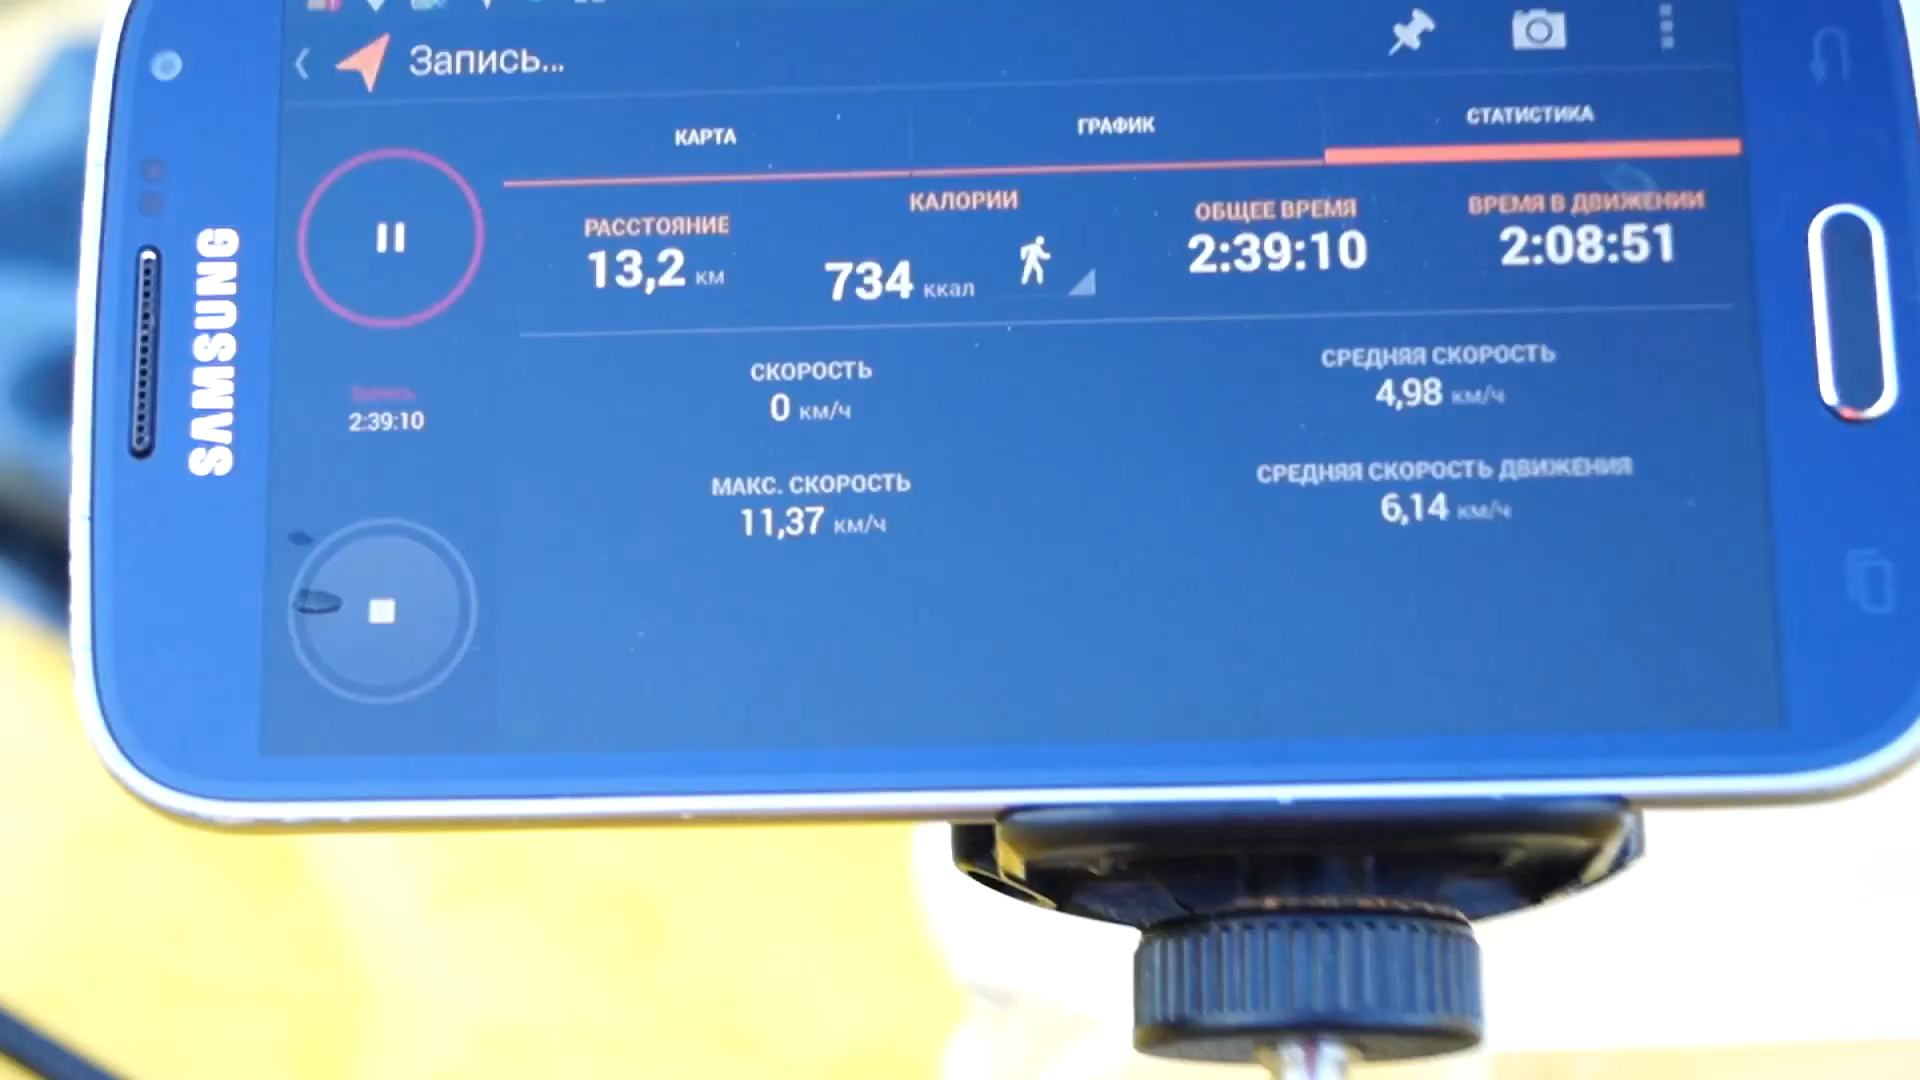 Запись...
КАРТА
ГРАФИК
СТАТИСТИКА
РАССТОЯНИЕ
13,2 км
КАЛОРИИ
734 ккал
ОБЩЕЕ ВРЕМЯ
2:39:10
ВРЕМЯ В ДВИЖЕНИИ
2:08:51
SAMSUNG
Запись
2:39:10
СКОРОСТЬ
0 км/ч
СРЕДНЯЯ СКОРОСТЬ
4,98 км/ч
МАКС. СКОРОСТЬ
11,37 км/ч
СРЕДНЯЯ СКОРОСТЬ ДВИЖЕНИЯ
6,14 км/ч